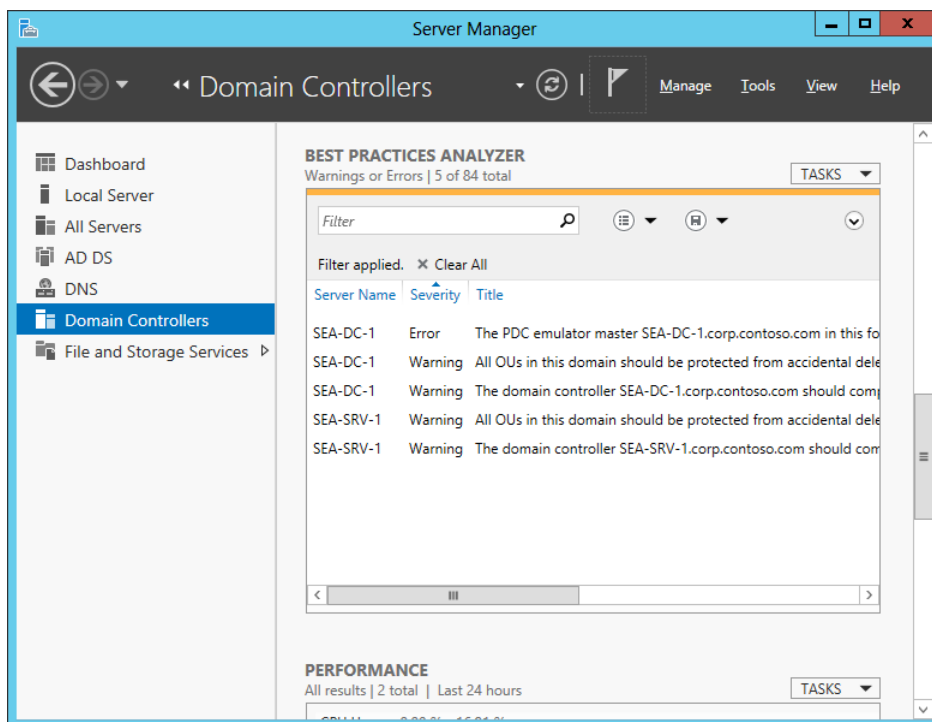 Server Manager
Domain Controllers
Manage Tools View Help
Dashboard
Local Server
All Servers
AD DS
DNS
Domain Controllers
File and Storage Services
BEST PRACTICES ANALYZER
Warnings or Errors | 5 of 84 total
TASKS
Filter
Filter applied. Clear All
Server Name Severity Title
SEA-DC-1 Error The PDC emulator master SEA-DC-1.corp.contoso.com in this fo
SEA-DC-1 Warning All OUs in this domain should be protected from accidental dele
SEA-DC-1 Warning The domain controller SEA-DC-1.corp.contoso.com should com
SEA-SRV-1 Warning All OUs in this domain should be protected from accidental dele
SEA-SRV-1 Warning The domain controller SEA-SRV-1.corp.contoso.com should com
PERFORMANCE
All results | 2 total | Last 24 hours
TASKS